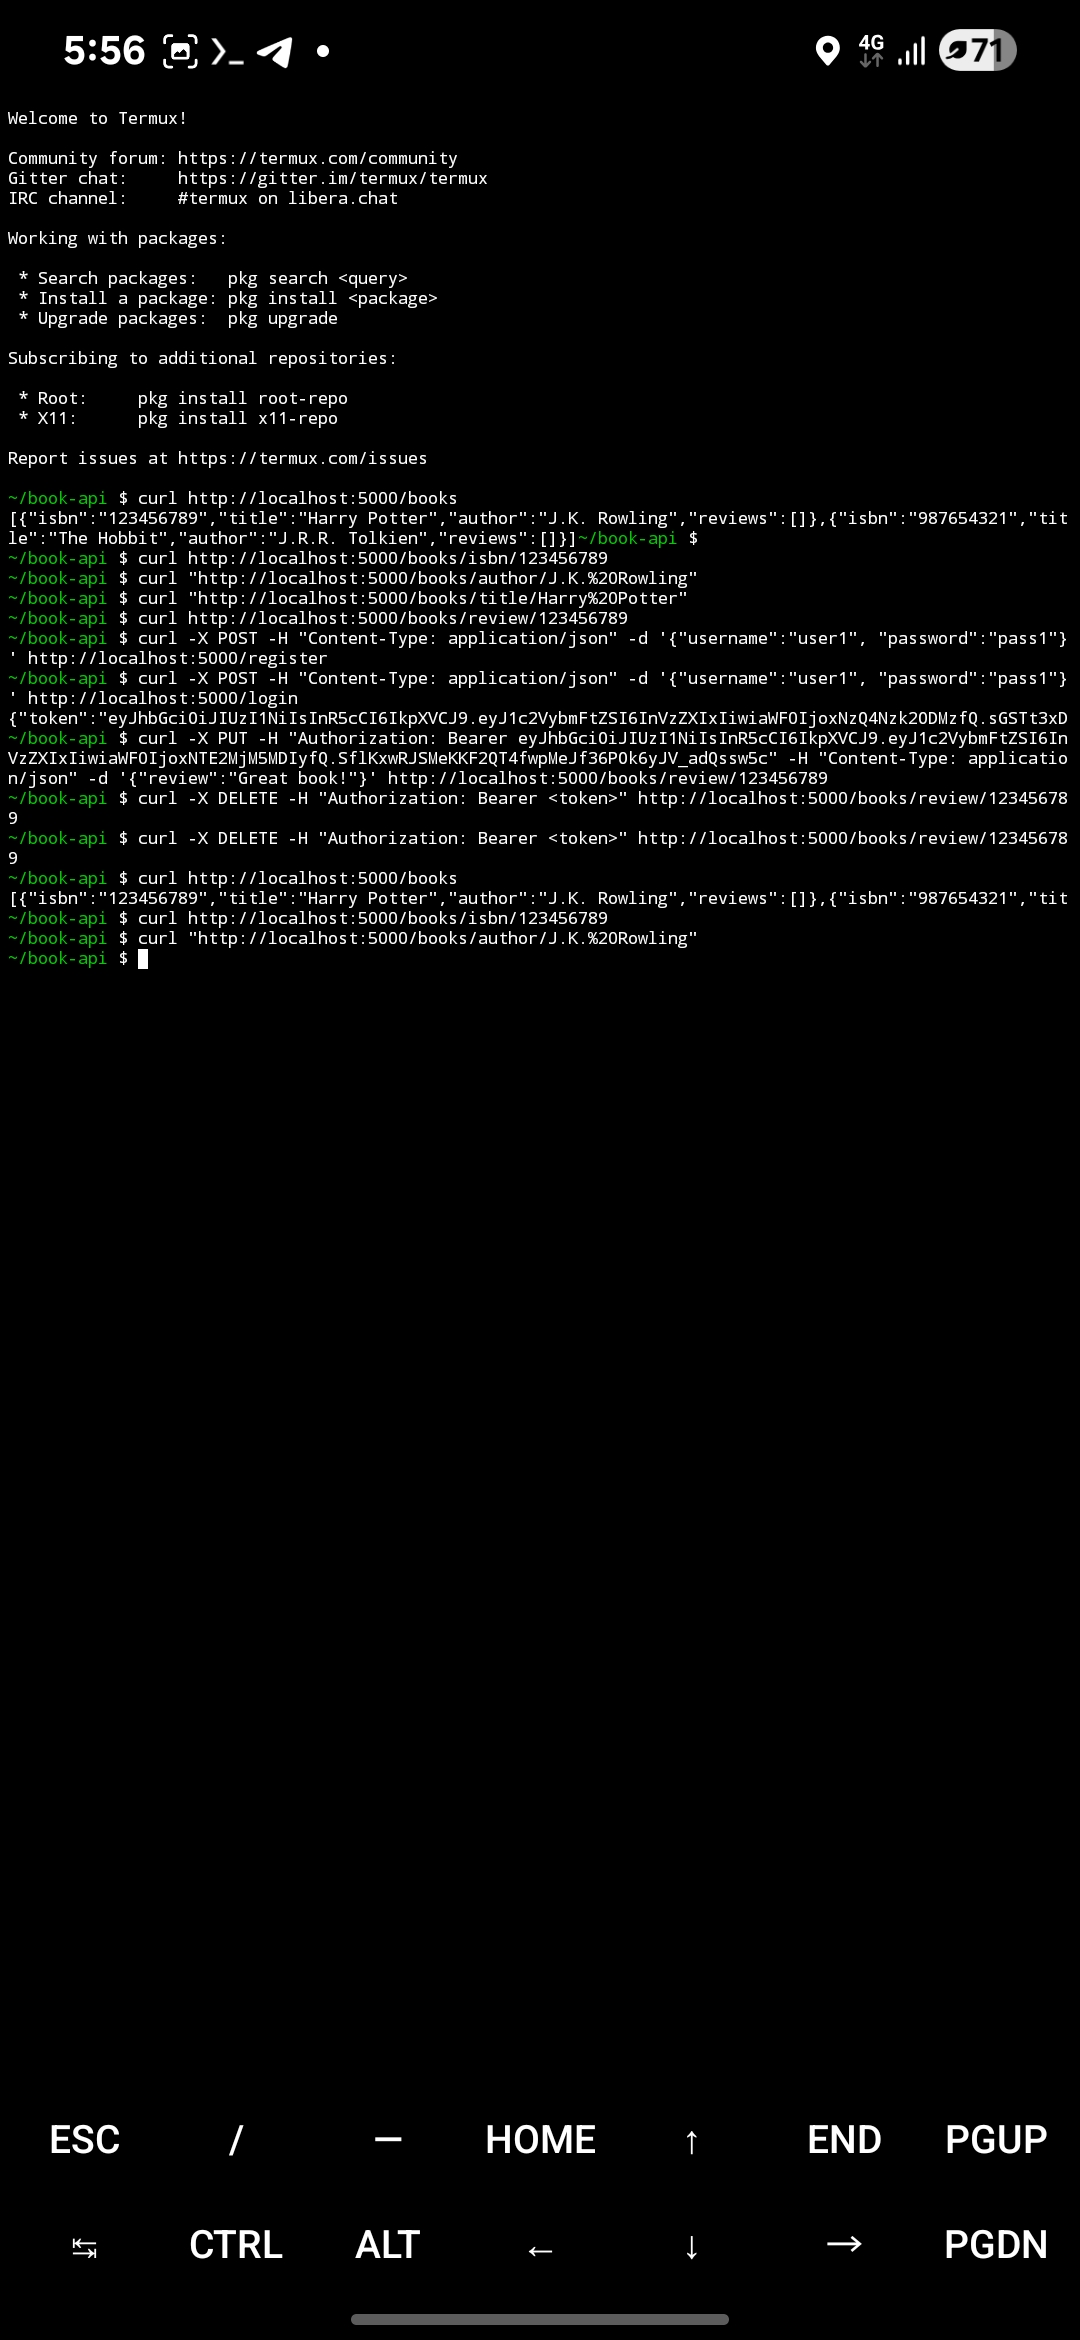 5:56 4G 71
Welcome to Termux!
Community forum: https://termux.com/community
Gitter chat:     https://gitter.im/termux/termux
IRC channel:     #termux on libera.chat
Working with packages:
 * Search packages:   pkg search <query>
 * Install a package: pkg install <package>
 * Upgrade packages:  pkg upgrade
Subscribing to additional repositories:
 * Root:     pkg install root-repo
 * X11:      pkg install x11-repo
Report issues at https://termux.com/issues
~/book-api $ curl http://localhost:5000/books
[{"isbn":"123456789","title":"Harry Potter","author":"J.K. Rowling","reviews":[]},{"isbn":"987654321","tit
le":"The Hobbit","author":"J.R.R. Tolkien","reviews":[]}]~/book-api $
~/book-api $ curl http://localhost:5000/books/isbn/123456789
~/book-api $ curl "http://localhost:5000/books/author/J.K.%20Rowling"
~/book-api $ curl "http://localhost:5000/books/title/Harry%20Potter"
~/book-api $ curl http://localhost:5000/books/review/123456789
~/book-api $ curl -X POST -H "Content-Type: application/json" -d '{"username":"user1", "password":"pass1"}
' http://localhost:5000/register
~/book-api $ curl -X POST -H "Content-Type: application/json" -d '{"username":"user1", "password":"pass1"}
' http://localhost:5000/login
{"token":"eyJhbGciOiJIUzI1NiIsInR5cCI6IkpXVCJ9.eyJ1c2VybmFtZSI6InVzZXIxIiwiaWF0IjoxNzQ4Nzk2ODMzfQ.sGSTt3xD
~/book-api $ curl -X PUT -H "Authorization: Bearer eyJhbGciOiJIUzI1NiIsInR5cCI6IkpXVCJ9.eyJ1c2VybmFtZSI6In
VzZXIxIiwiaWF0IjoxNTE2MjM5MDIyfQ.SflKxwRJSMeKKF2QT4fwpMeJf36POk6yJV_adQssw5c" -H "Content-Type: applicatio
n/json" -d '{"review":"Great book!"}' http://localhost:5000/books/review/123456789
~/book-api $ curl -X DELETE -H "Authorization: Bearer <token>" http://localhost:5000/books/review/12345678
9
~/book-api $ curl -X DELETE -H "Authorization: Bearer <token>" http://localhost:5000/books/review/12345678
9
~/book-api $ curl http://localhost:5000/books
[{"isbn":"123456789","title":"Harry Potter","author":"J.K. Rowling","reviews":[]},{"isbn":"987654321","tit
~/book-api $ curl http://localhost:5000/books/isbn/123456789
~/book-api $ curl "http://localhost:5000/books/author/J.K.%20Rowling"
~/book-api $
ESC / — HOME ↑ END PGUP
↹ CTRL ALT ← ↓ → PGDN